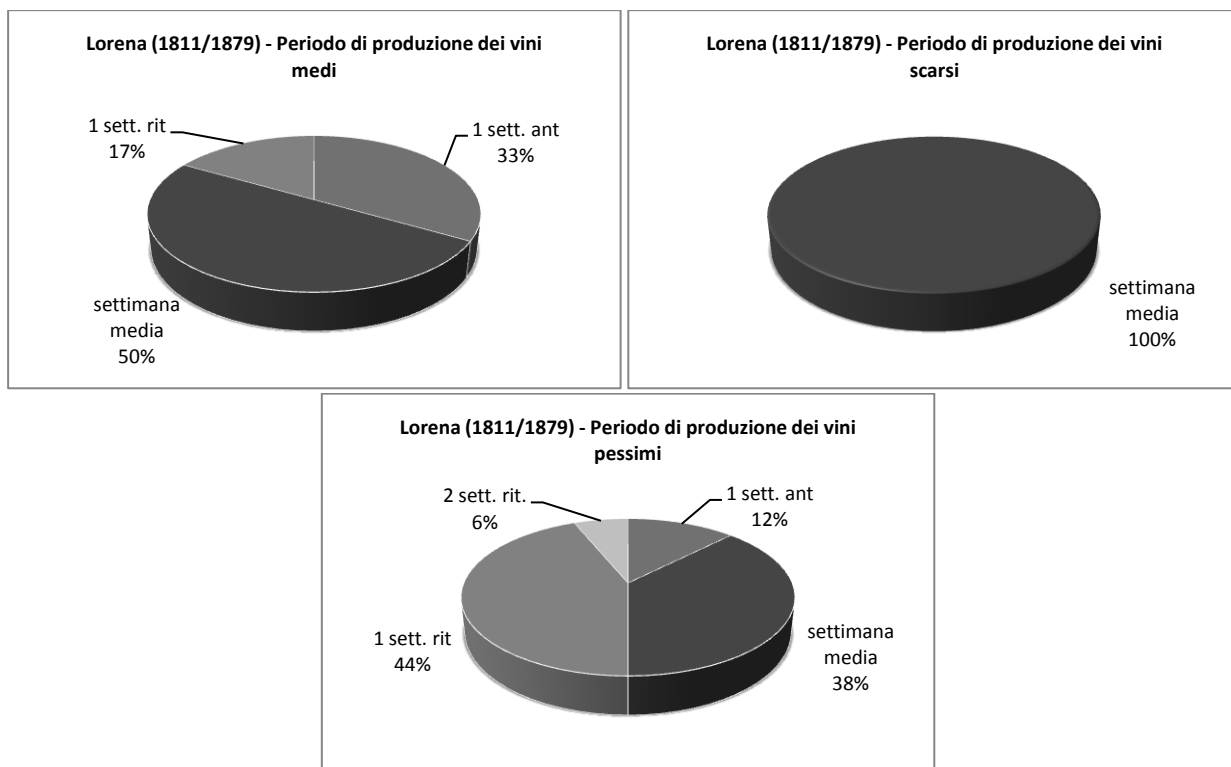 Lorena (1811/1879) - Periodo di produzione dei vini
medi
1 sett. rit
17%
1 sett. ant
33%
settimana
media
50%
Lorena (1811/1879) - Periodo di produzione dei vini
scarsi
settimana
media
100%
Lorena (1811/1879) - Periodo di produzione dei vini
pessimi
2 sett. rit.
6%
1 sett. ant
12%
1 sett. rit
44%
settimana
media
38%